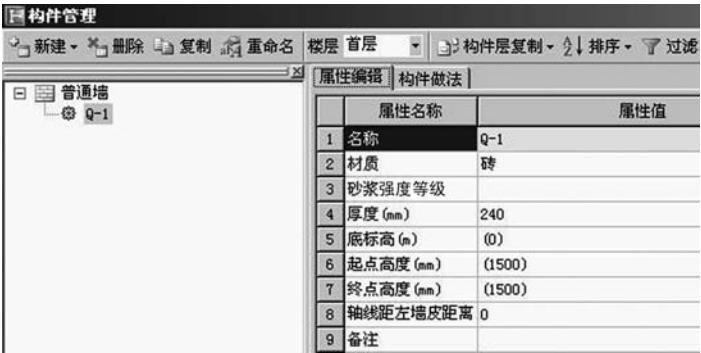 构件管理
新建 删除 复制 重命名 楼层 首层 构件层复制 排序 过滤
普通墙
Q-1
属性编辑 构件做法
属性名称 属性值
1 名称 Q-1
2 材质 砖
3 砂浆强度等级
4 厚度(mm) 240
5 底标高(m) (0)
6 起点高度(mm) (1500)
7 终点高度(mm) (1500)
8 轴线距左墙皮距离 0
9 备注